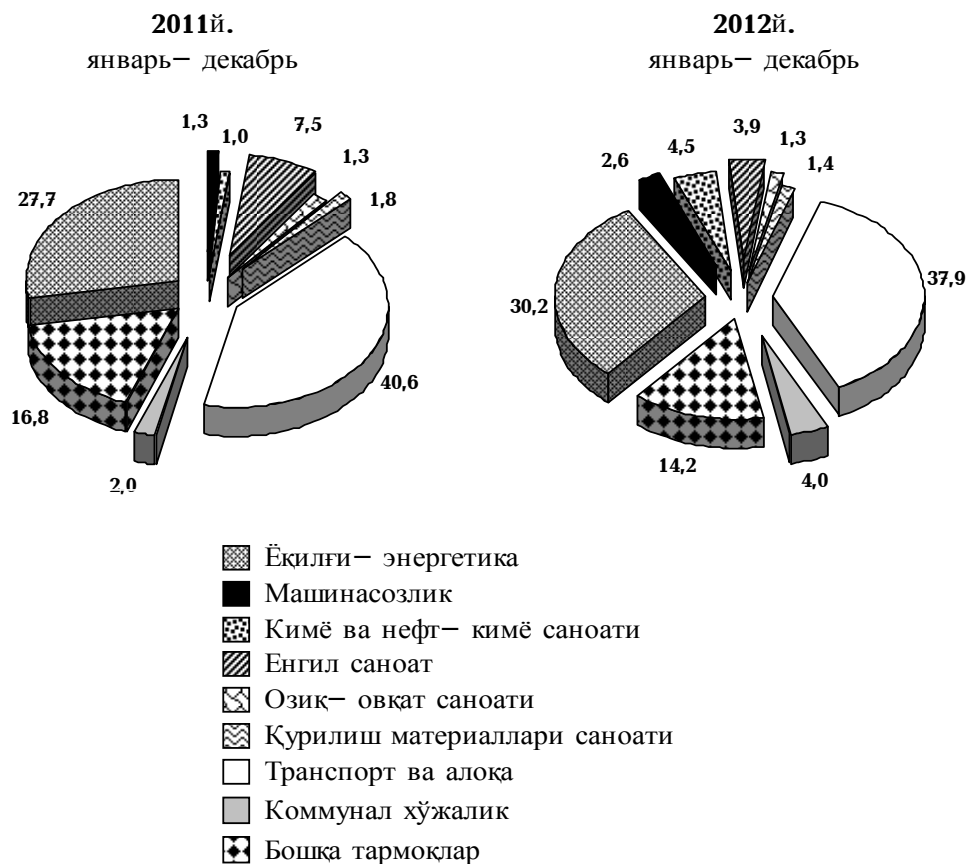 2011й.
январь– декабрь
2012й.
январь– декабрь
1,3
1,0
7,5
1,3
1,8
27,7
40,6
16,8
2,0
2,6
4,5
3,9
1,3
1,4
37,9
30,2
14,2
4,0
Ёқилғи– энергетика
Машинасозлик
Кимё ва нефт– кимё саноати
Енгил саноат
Озиқ– овқат саноати
Қурилиш материаллари саноати
Транспорт ва алоқа
Коммунал хўжалик
Бошқа тармоқлар